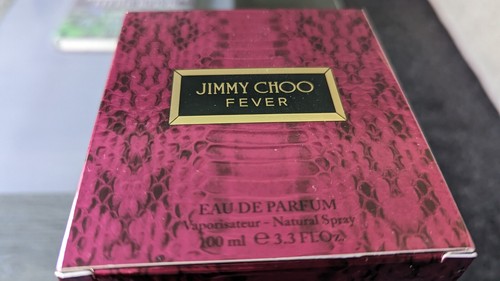 JIMMY CHOO
FEVER
EAU DE PARFUM
Vaporisateur – Natural Spray
100 ml ℮ 3.3 Fl.Oz.